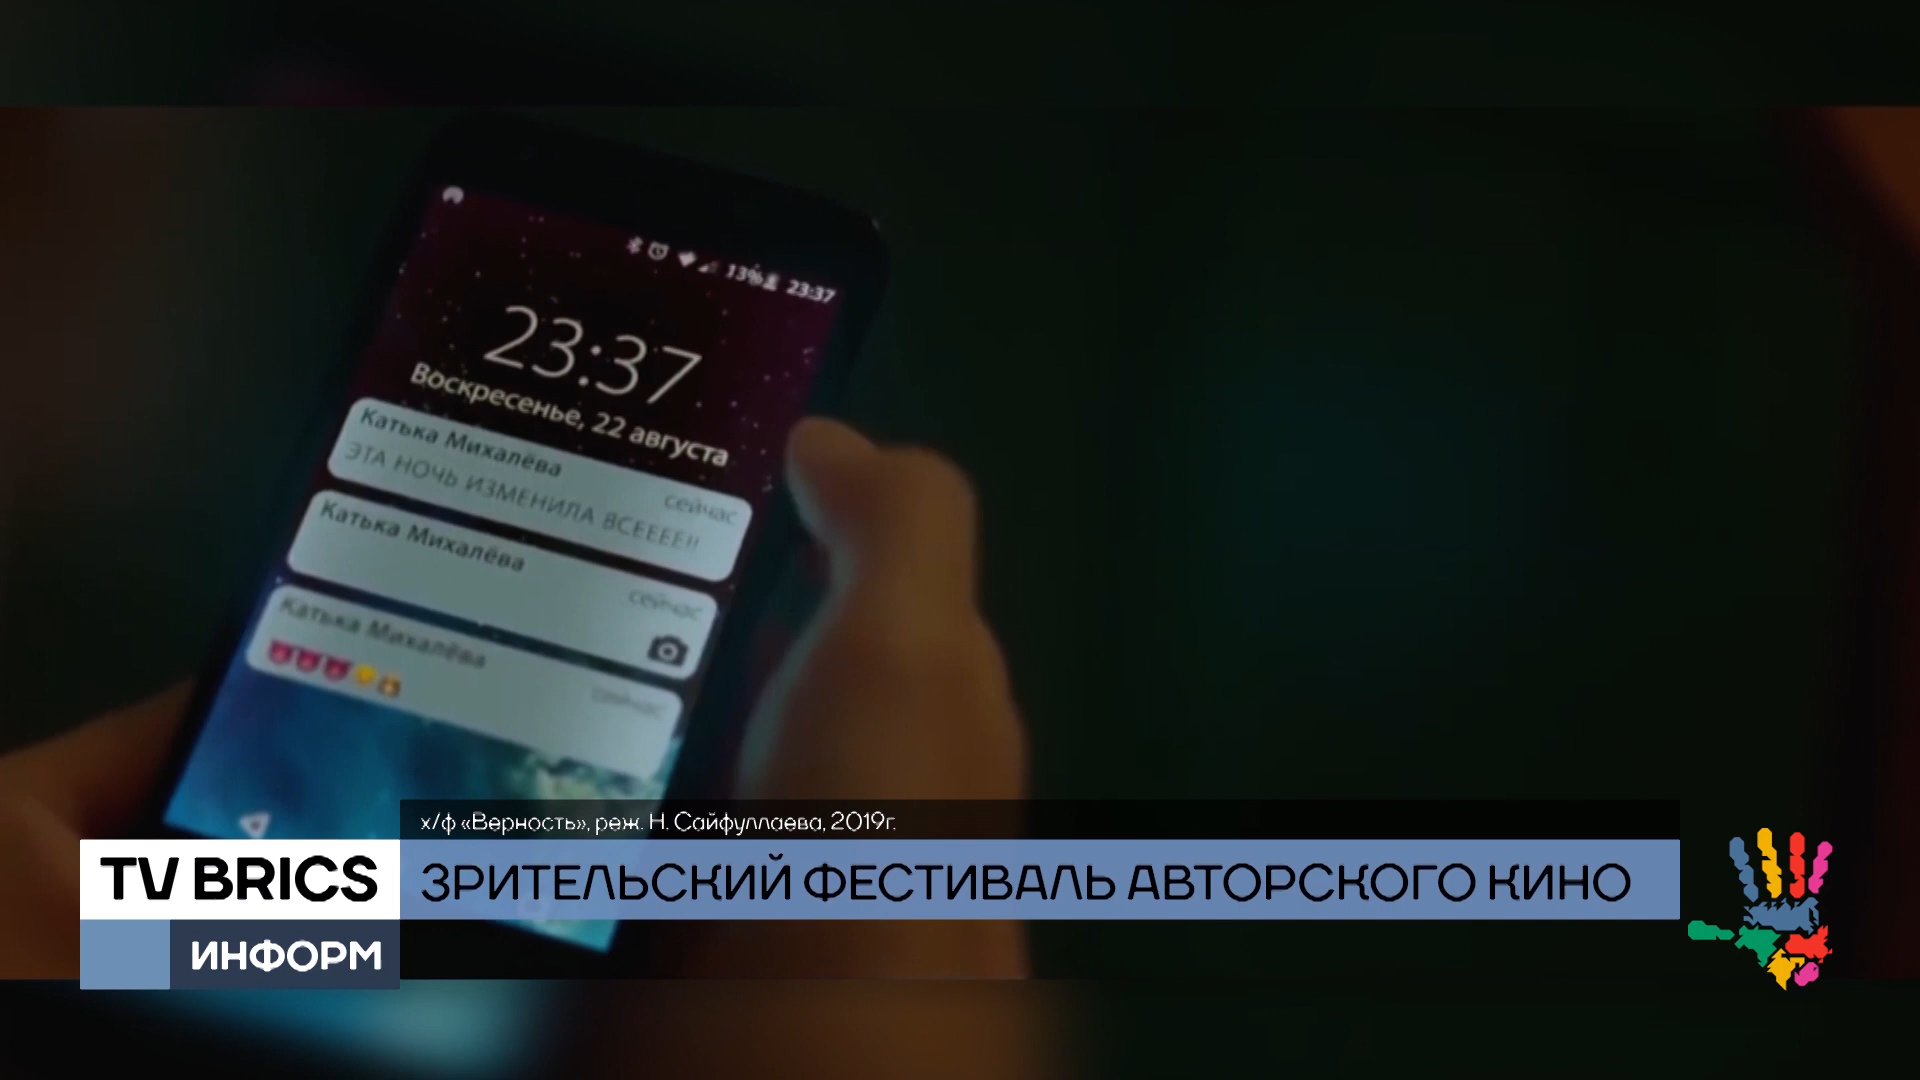 13% 23:37
23:37
Воскресенье, 22 августа
Катька Михалёва
сейчас
ЭТА НОЧЬ ИЗМЕНИЛА ВСЕЕЕЕ!!
Катька Михалёва
сейчас
Катька Михалёва
сейчас
х/ф «Верность», реж. Н. Сайфуллаева, 2019г.
TV BRICS
ЗРИТЕЛЬСКИЙ ФЕСТИВАЛЬ АВТОРСКОГО КИНО
ИНФОРМ